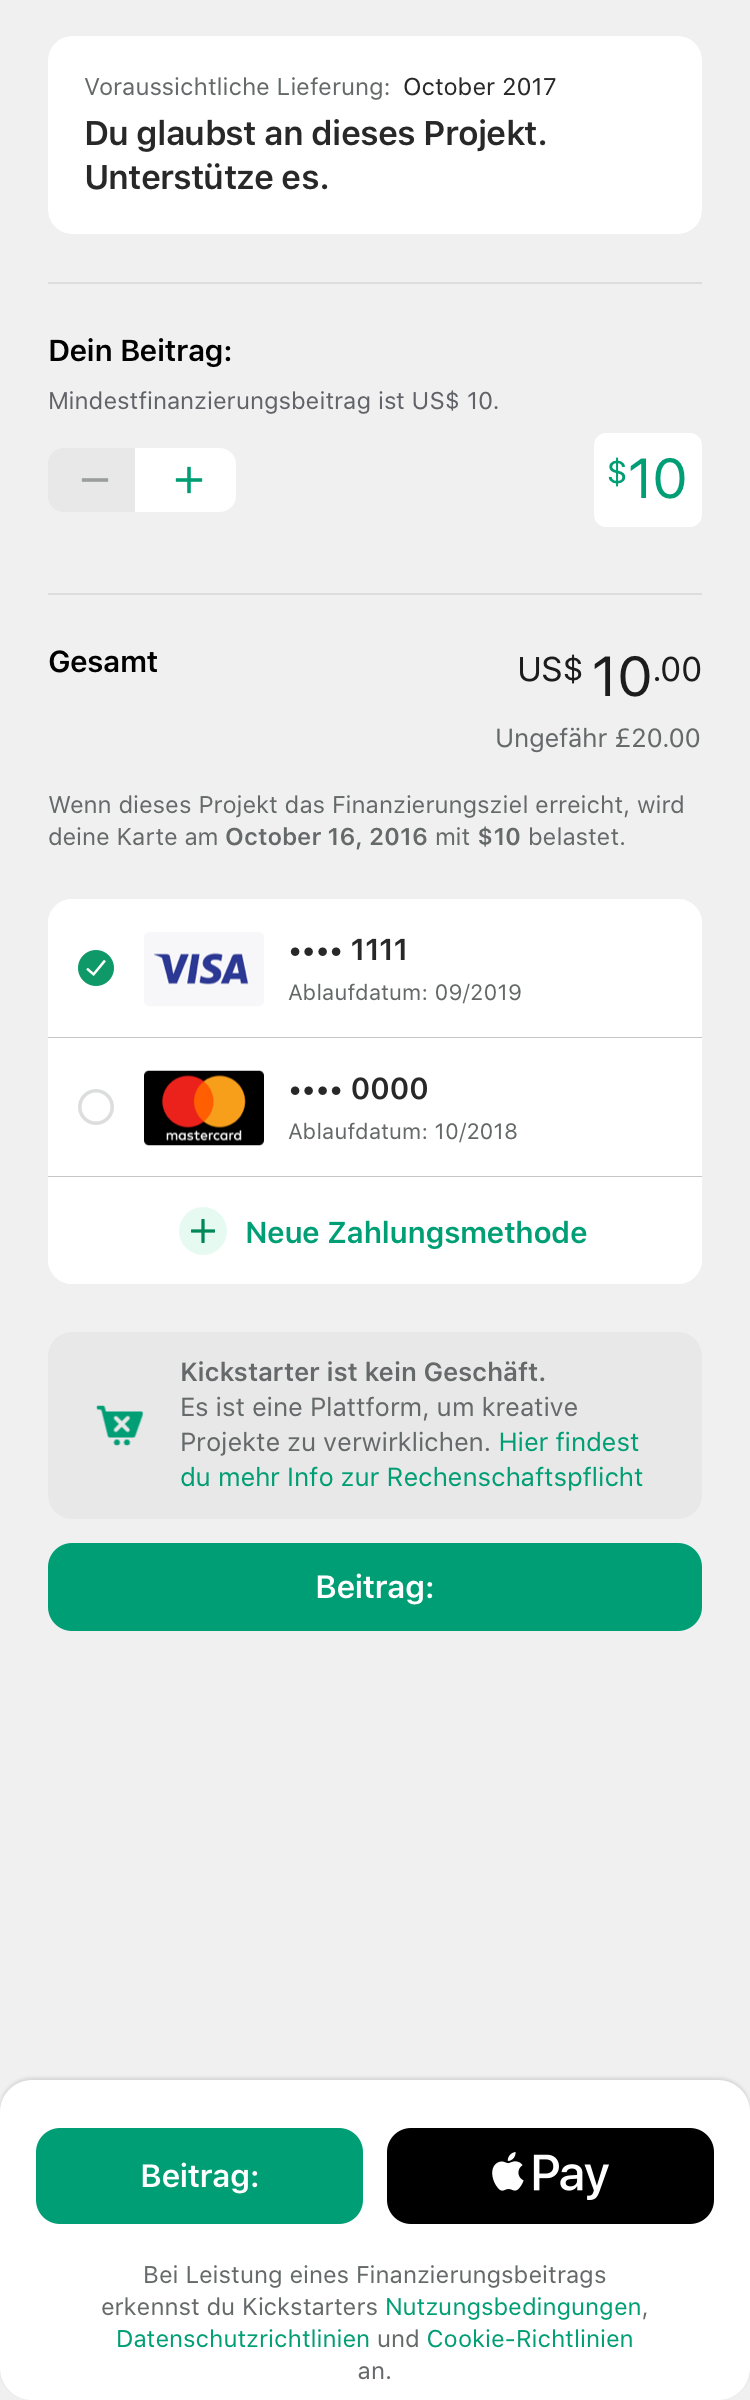 Voraussichtliche Lieferung: October 2017
Du glaubst an dieses Projekt.
Unterstütze es.
Dein Beitrag:
Mindestfinanzierungsbeitrag ist US$ 10.
− + $10
Gesamt US$ 10.00
Ungefähr £20.00
Wenn dieses Projekt das Finanzierungsziel erreicht, wird
deine Karte am October 16, 2016 mit $10 belastet.
VISA •••• 1111
Ablaufdatum: 09/2019
mastercard •••• 0000
Ablaufdatum: 10/2018
+ Neue Zahlungsmethode
Kickstarter ist kein Geschäft.
Es ist eine Plattform, um kreative
Projekte zu verwirklichen. Hier findest
du mehr Info zur Rechenschaftspflicht
Beitrag:
Beitrag: Pay
Bei Leistung eines Finanzierungsbeitrags
erkennst du Kickstarters Nutzungsbedingungen,
Datenschutzrichtlinien und Cookie-Richtlinien
an.